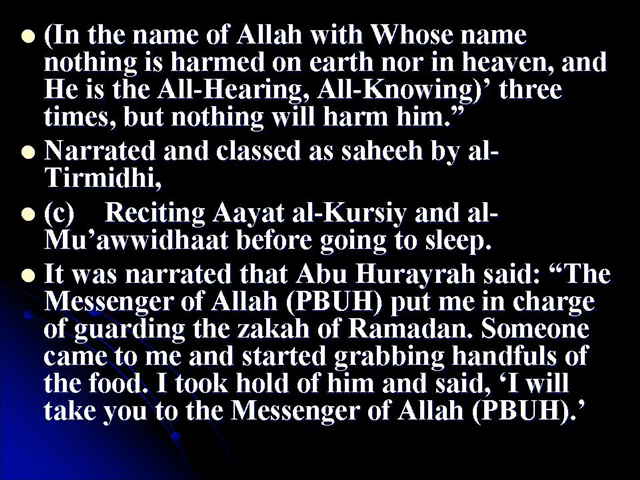 • (In the name of Allah with Whose name
nothing is harmed on earth nor in heaven, and
He is the All-Hearing, All-Knowing)’ three
times, but nothing will harm him.”
• Narrated and classed as saheeh by al-
Tirmidhi,
• (c) Reciting Aayat al-Kursiy and al-
Mu’awwidhaat before going to sleep.
• It was narrated that Abu Hurayrah said: “The
Messenger of Allah (PBUH) put me in charge
of guarding the zakah of Ramadan. Someone
came to me and started grabbing handfuls of
the food. I took hold of him and said, ‘I will
take you to the Messenger of Allah (PBUH).’